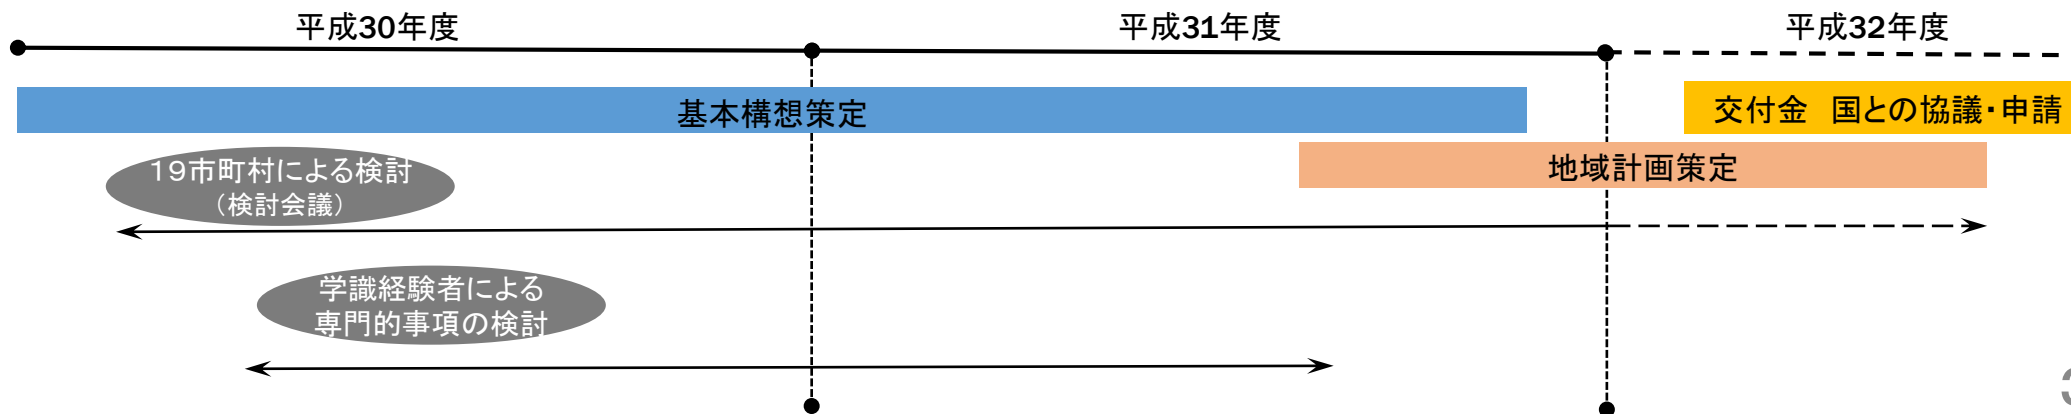 平成30年度
平成31年度
平成32年度
基本構想策定
交付金　国との協議・申請
19市町村による検討
（検討会議）
地域計画策定
学識経験者による
専門的事項の検討